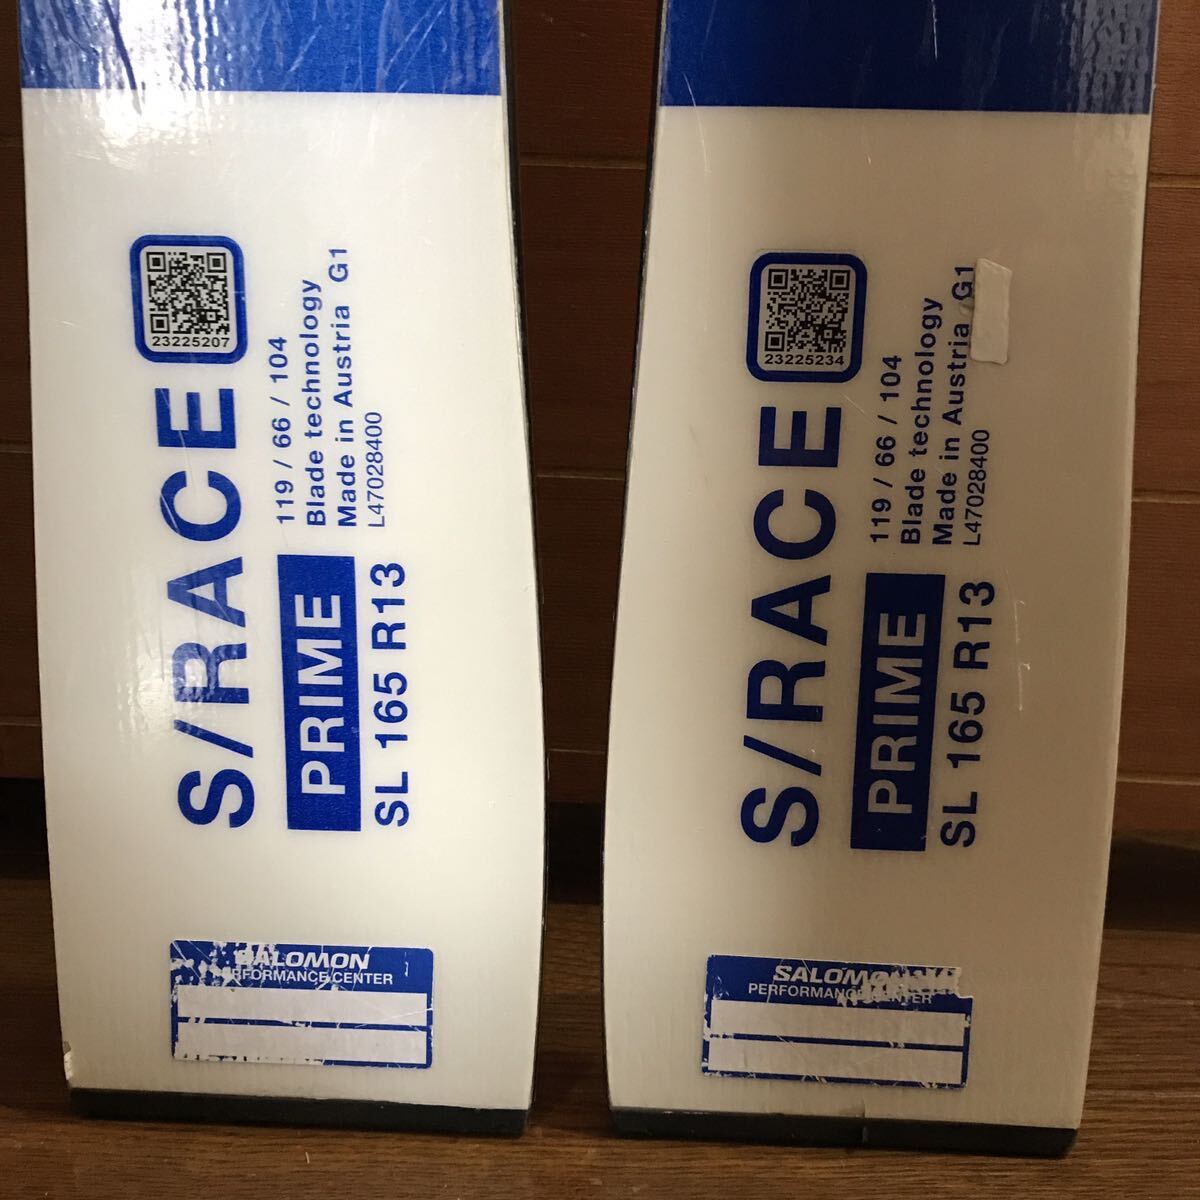 23225207
S/RACE
119 / 66 / 104
Blade technology
Made in Austria G1
L47028400
PRIME
SL 165 R13
SALOMON
PERFORMANCE CENTER
23225234
S/RACE
119 / 66 / 104
Blade technology
Made in Austria G1
L47028400
PRIME
SL 165 R13
SALOMON
PERFORMANCE CENTER